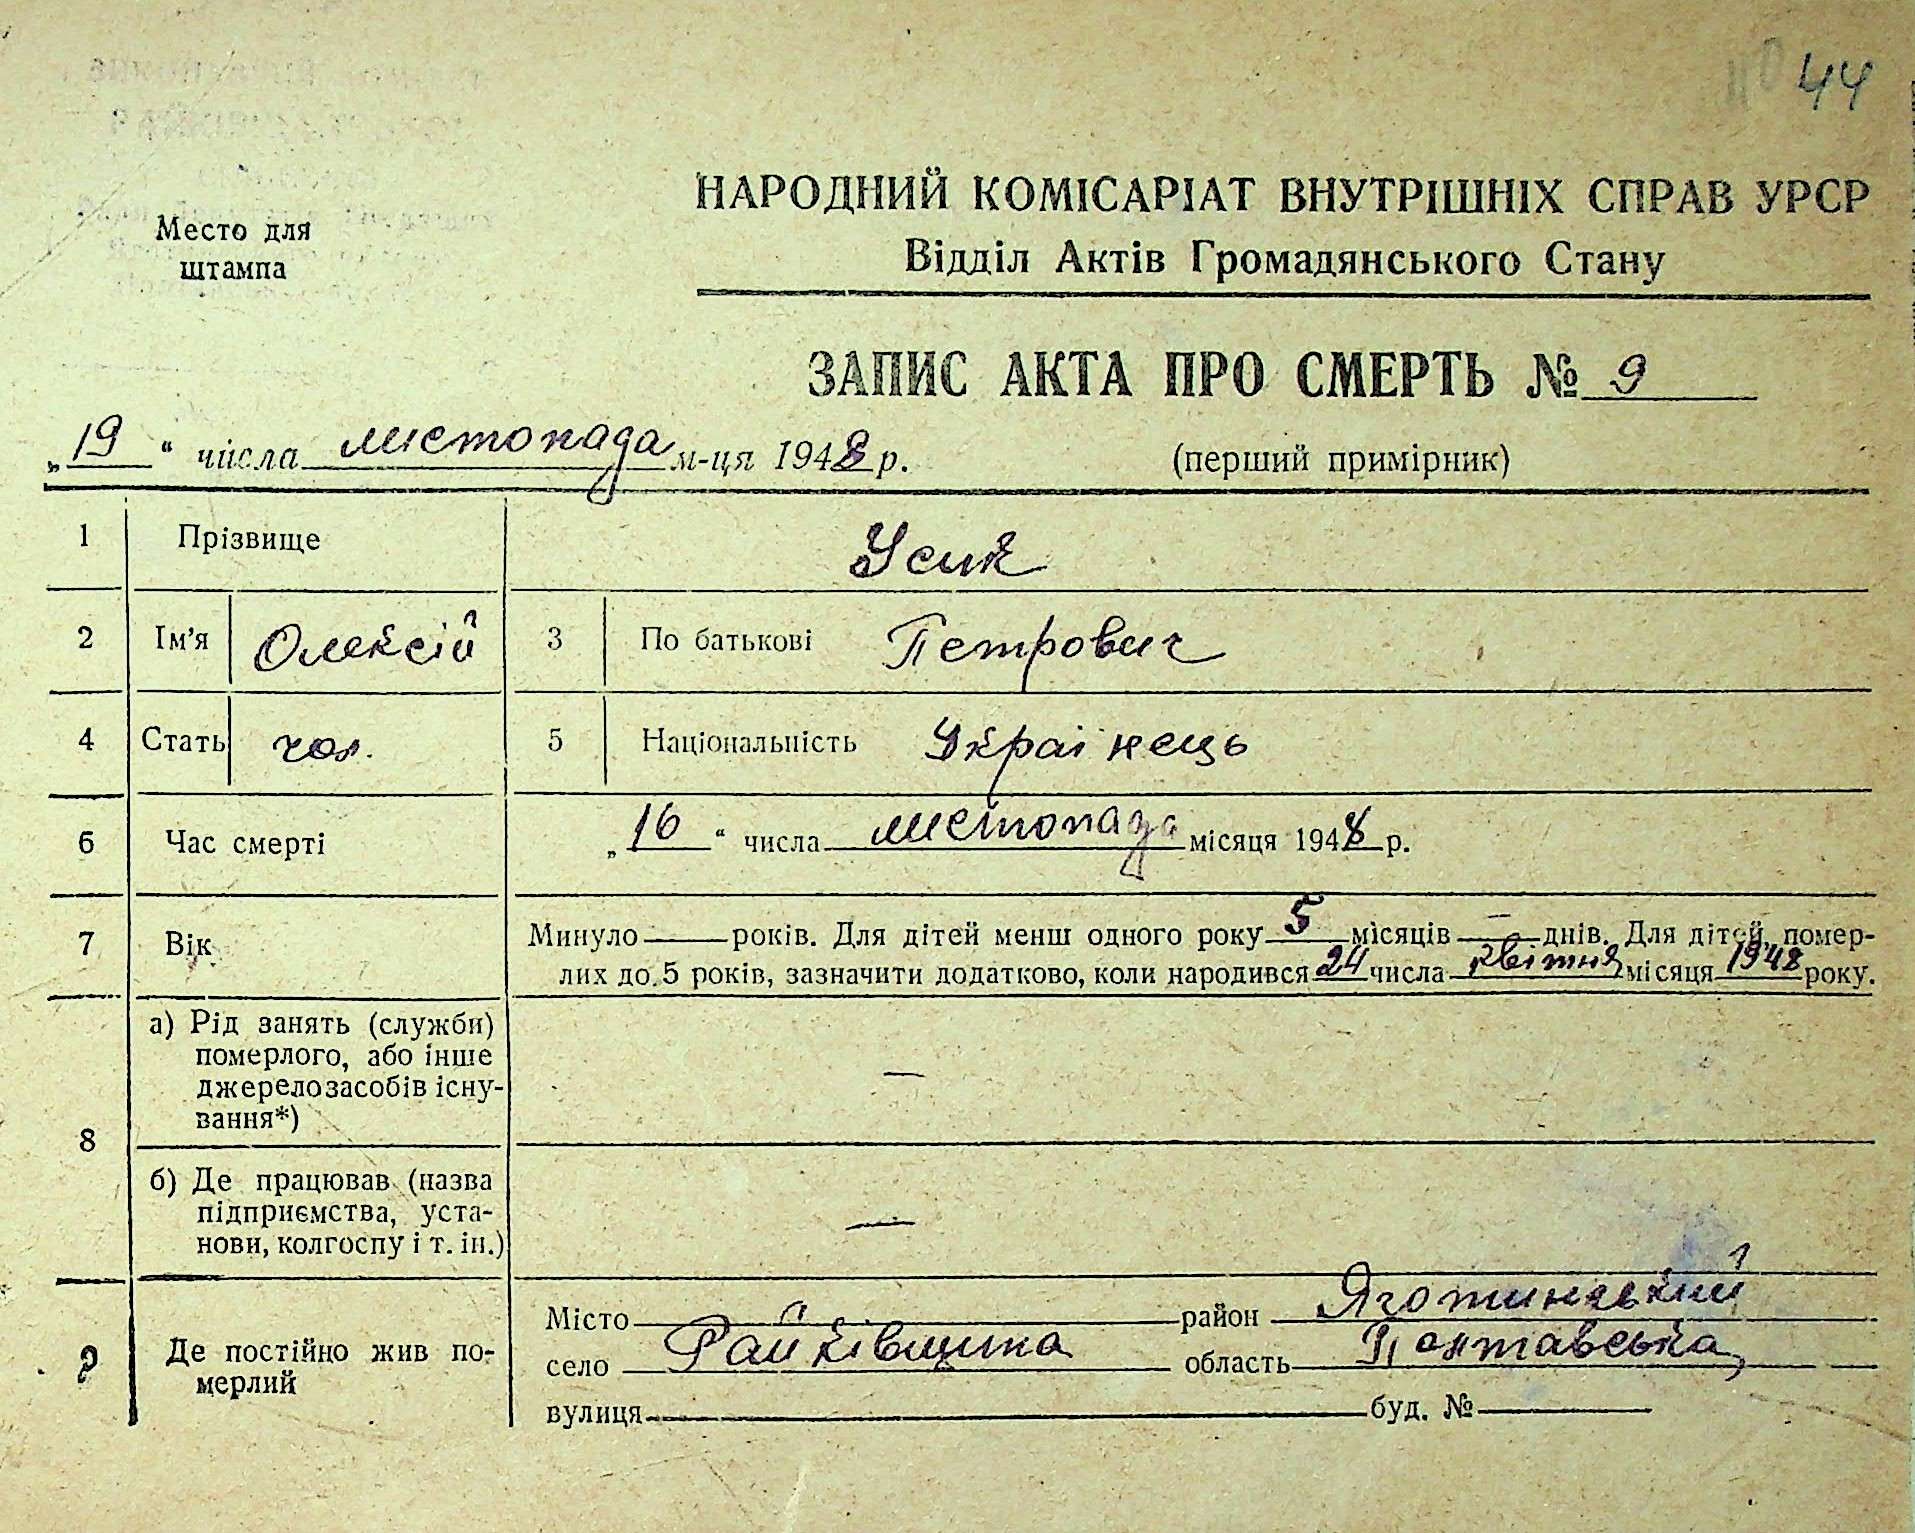 44
Место для
штампа
НАРОДНИЙ КОМІСАРІАТ ВНУТРІШНІХ СПРАВ УРСР
Відділ Актів Громадянського Стану
ЗАПИС АКТА ПРО СМЕРТЬ № 9
„19“ числа листопада м-ця 1948 р.
(перший примірник)
1 Прізвище Усик
2 Ім'я Олексій 3 По батькові Петрович
4 Стать чол. 5 Національність Українець
6 Час смерті „16“ числа листопада місяця 1948 р.
7 Вік Минуло — років. Для дітей менш одного року 5 місяців — днів. Для дітей, помер-
лих до 5 років, зазначити додатково, коли народився 24 числа квітня місяця 1948 року.
8
а) Рід занять (служби)
померлого, або інше
джерело засобів існу-
вання*)
—
б) Де працював (назва
підприємства, уста-
нови, колгоспу і т. ін.)
—
9 Де постійно жив по-
мерлий
Місто район Яготинський
село Райківщина область Полтавська,
вулиця буд. №